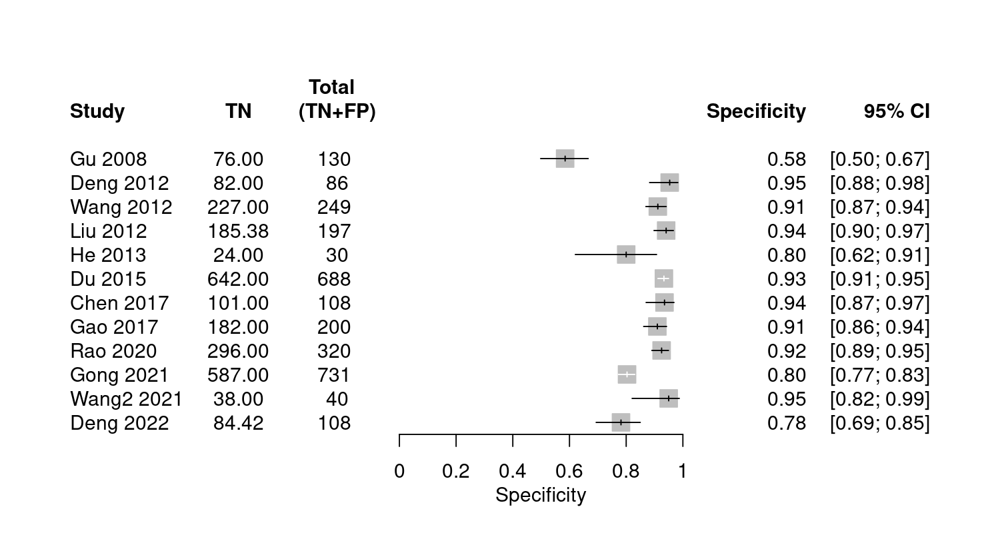 Total
Study TN (TN+FP) Specificity 95% CI
Gu 2008 76.00 130 0.58 [0.50; 0.67]
Deng 2012 82.00 86 0.95 [0.88; 0.98]
Wang 2012 227.00 249 0.91 [0.87; 0.94]
Liu 2012 185.38 197 0.94 [0.90; 0.97]
He 2013 24.00 30 0.80 [0.62; 0.91]
Du 2015 642.00 688 0.93 [0.91; 0.95]
Chen 2017 101.00 108 0.94 [0.87; 0.97]
Gao 2017 182.00 200 0.91 [0.86; 0.94]
Rao 2020 296.00 320 0.92 [0.89; 0.95]
Gong 2021 587.00 731 0.80 [0.77; 0.83]
Wang2 2021 38.00 40 0.95 [0.82; 0.99]
Deng 2022 84.42 108 0.78 [0.69; 0.85]
0 0.2 0.4 0.6 0.8 1
Specificity